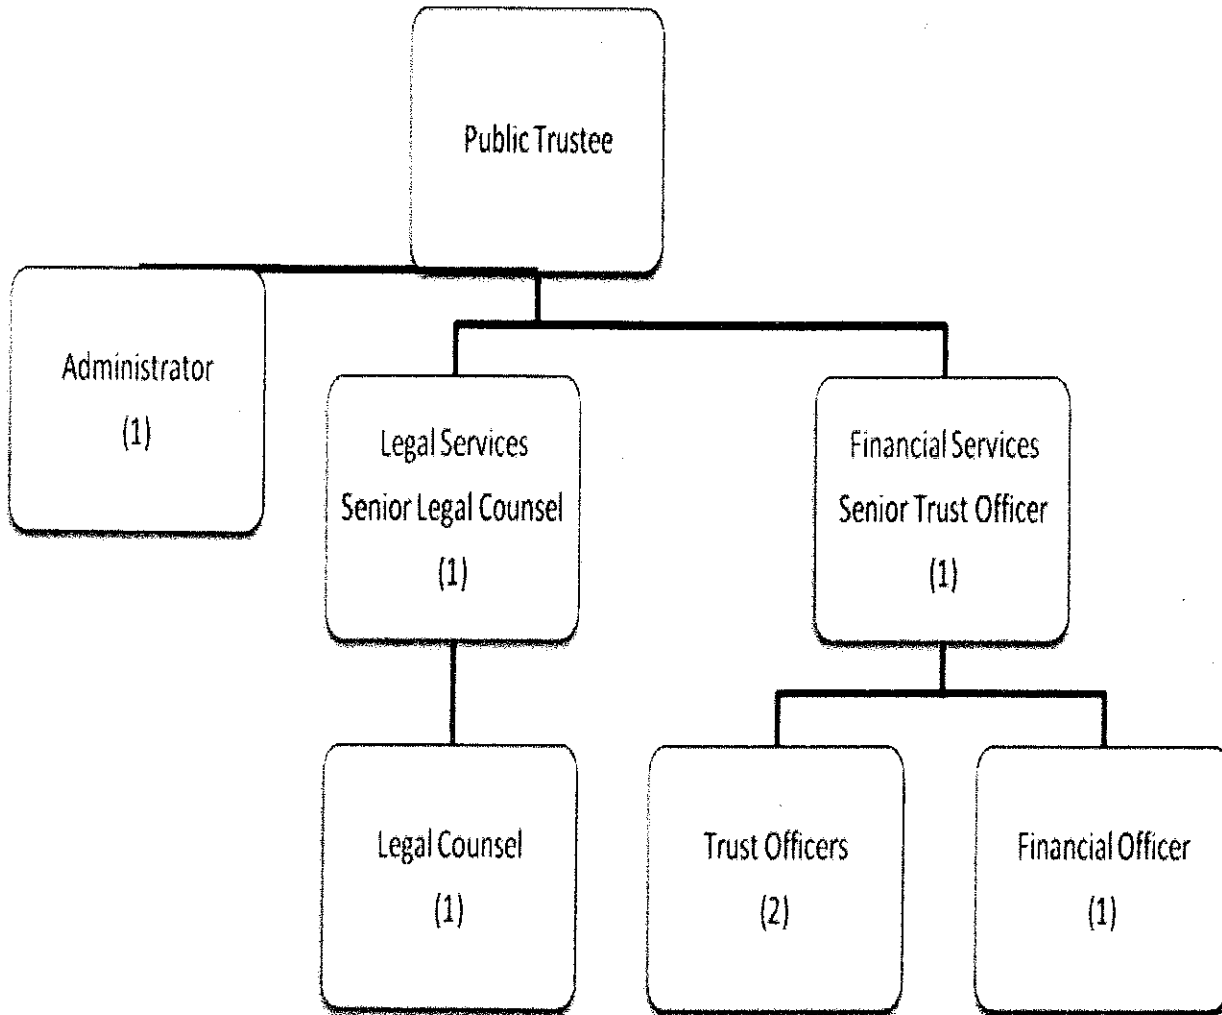 Public Trustee
Administrator
(1)
Legal Services
Senior Legal Counsel
(1)
Financial Services
Senior Trust Officer
(1)
Legal Counsel
(1)
Trust Officers
(2)
Financial Officer
(1)